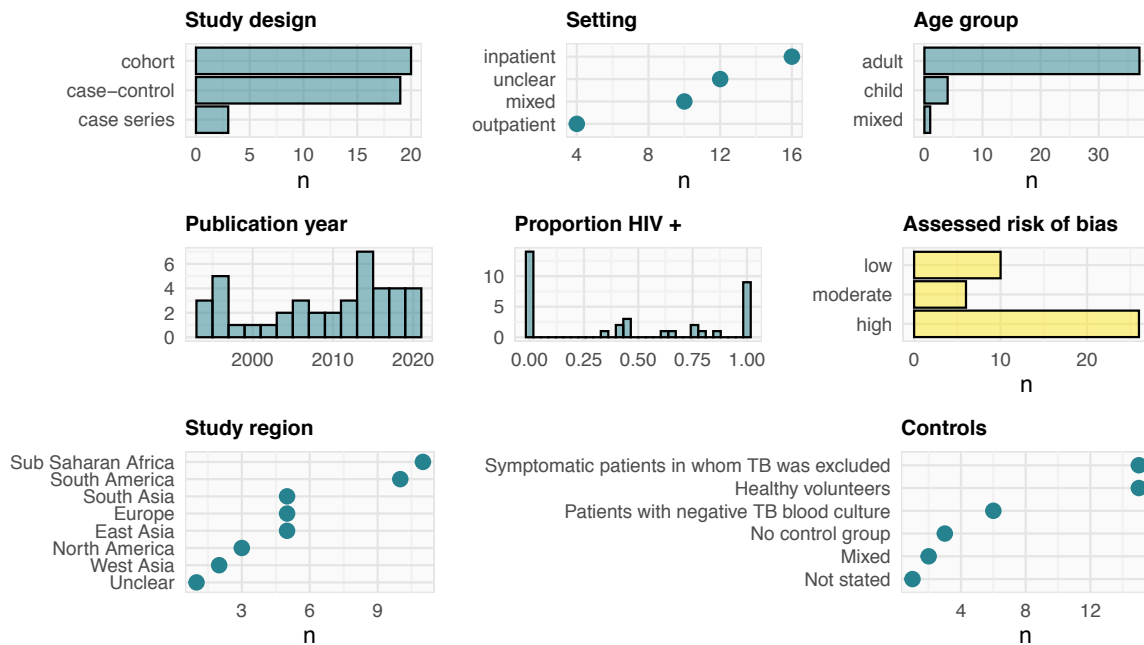 Study design
cohort
case−control
case series
0 5 10 15 20
n
Setting
inpatient
unclear
mixed
outpatient
4 8 12 16
n
Age group
adult
child
mixed
0 10 20 30
n
Publication year
6
4
2
0
2000 2010 2020
Proportion HIV +
10
5
0
0.00 0.25 0.50 0.75 1.00
Assessed risk of bias
low
moderate
high
0 10 20
n
Study region
Sub Saharan Africa
South America
South Asia
Europe
East Asia
North America
West Asia
Unclear
3 6 9
n
Controls
Symptomatic patients in whom TB was excluded
Healthy volunteers
Patients with negative TB blood culture
No control group
Mixed
Not stated
4 8 12
n